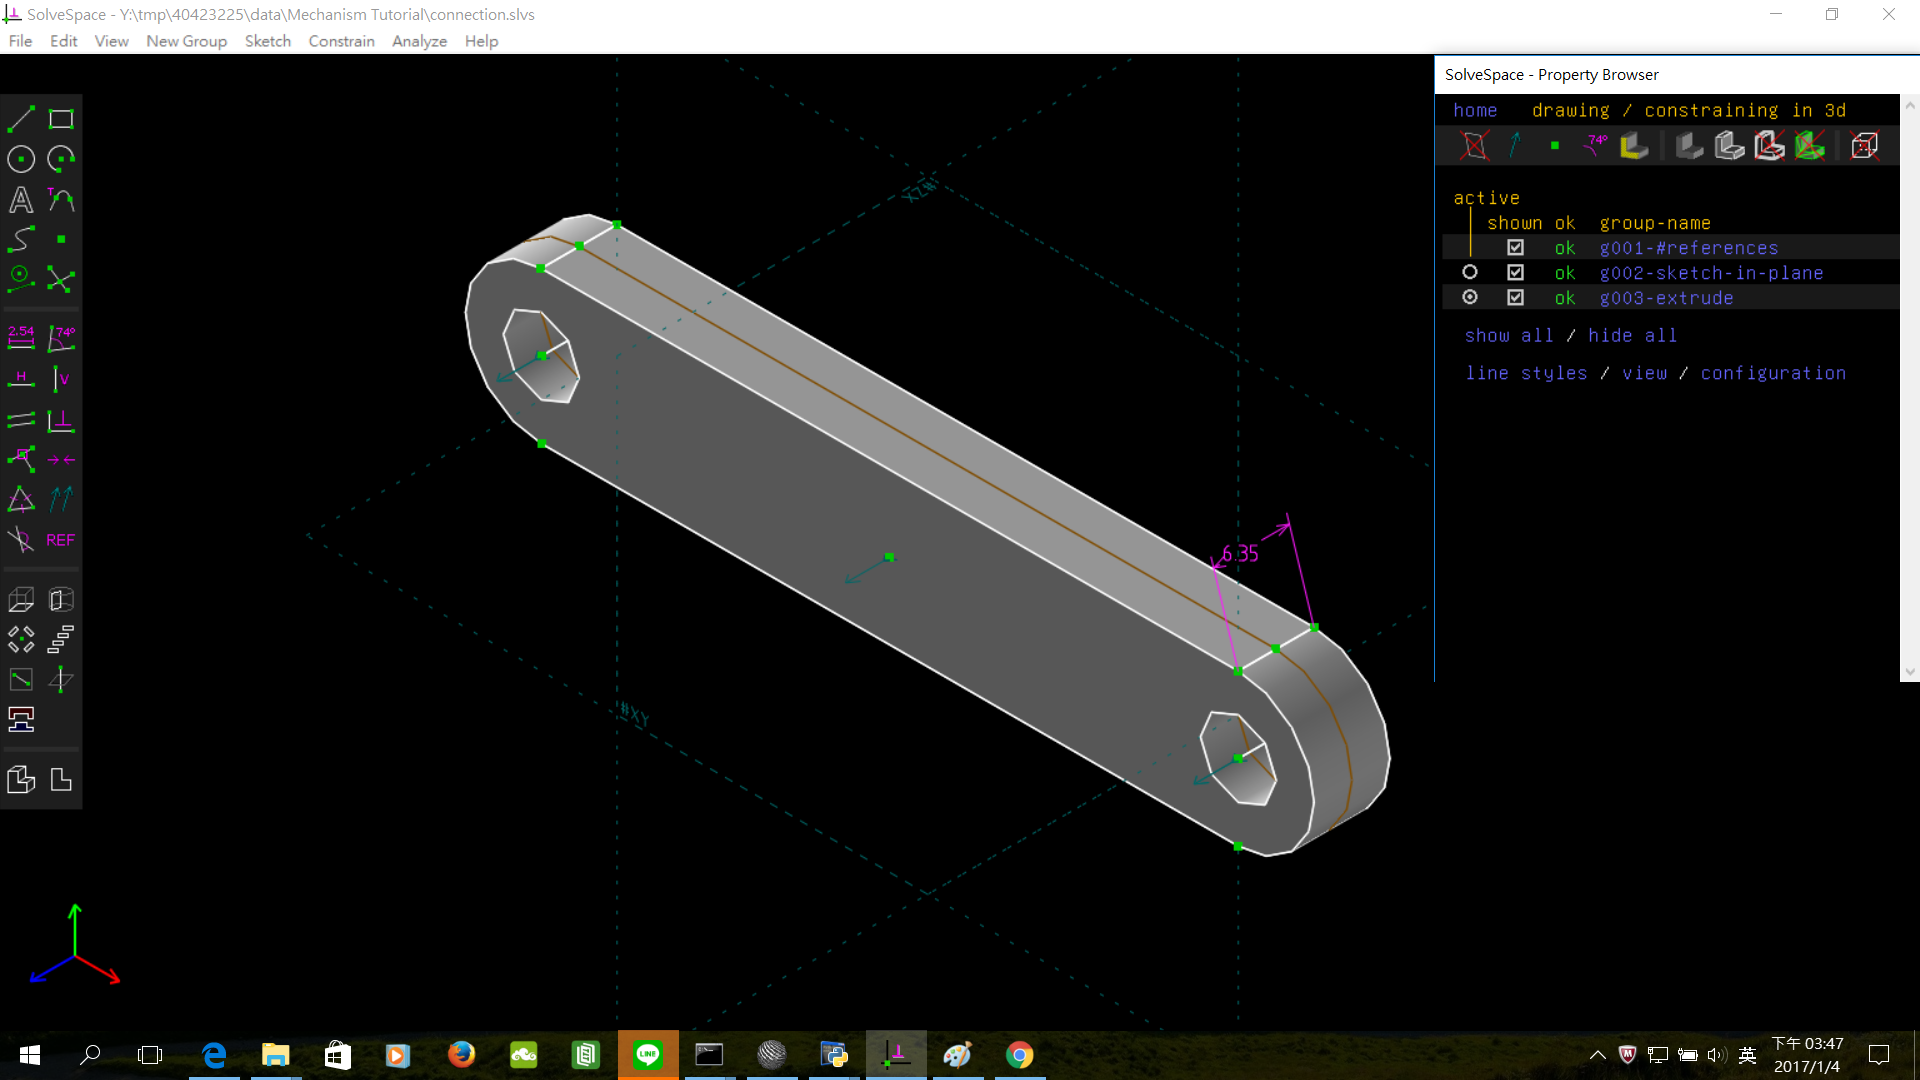 SolveSpace - Y:\tmp\40423225\data\Mechanism Tutorial\connection.slvs
File Edit View New Group Sketch Constrain Analyze Help
SolveSpace - Property Browser
home drawing / constraining in 3d
74°
active
shown ok group-name
ok g001-#references
ok g002-sketch-in-plane
ok g003-extrude
show all / hide all
line styles / view / configuration
A T
2.54 74°
H V
REF
#XZ
6.35
#XY
LINE
英
下午 03:47
2017/1/4